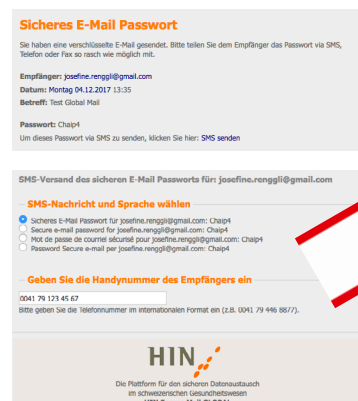 Sicheres E-Mail Passwort
Sie haben eine verschlüsselte E-Mail gesendet. Bitte teilen Sie dem Empfänger das Passwort via SMS,
Telefon oder Fax so rasch wie möglich mit.
Empfänger: josefine.renggli@gmail.com
Datum: Montag 04.12.2017 13:35
Betreff: Test Global Mail
Passwort: Chaip4
Um dieses Passwort via SMS zu senden, klicken Sie hier: SMS senden
SMS-Versand des sicheren E-Mail Passworts für: josefine.renggli@gmail.com
SMS-Nachricht und Sprache wählen
Sicheres E-Mail Passwort für josefine.renggli@gmail.com: Chaip4
Secure e-mail password for josefine.renggli@gmail.com: Chaip4
Mot de passe de courriel sécurisé pour josefine.renggli@gmail.com: Chaip4
Password Secure e-mail per josefine.renggli@gmail.com: Chaip4
Geben Sie die Handynummer des Empfängers ein
0041 79 123 45 67
Bitte geben Sie die Telefonnummer im internationalen Format ein (z.B. 0041 79 446 8877).
HIN
Die Plattform für den sicheren Datenaustausch
im schweizerischen Gesundheitswesen